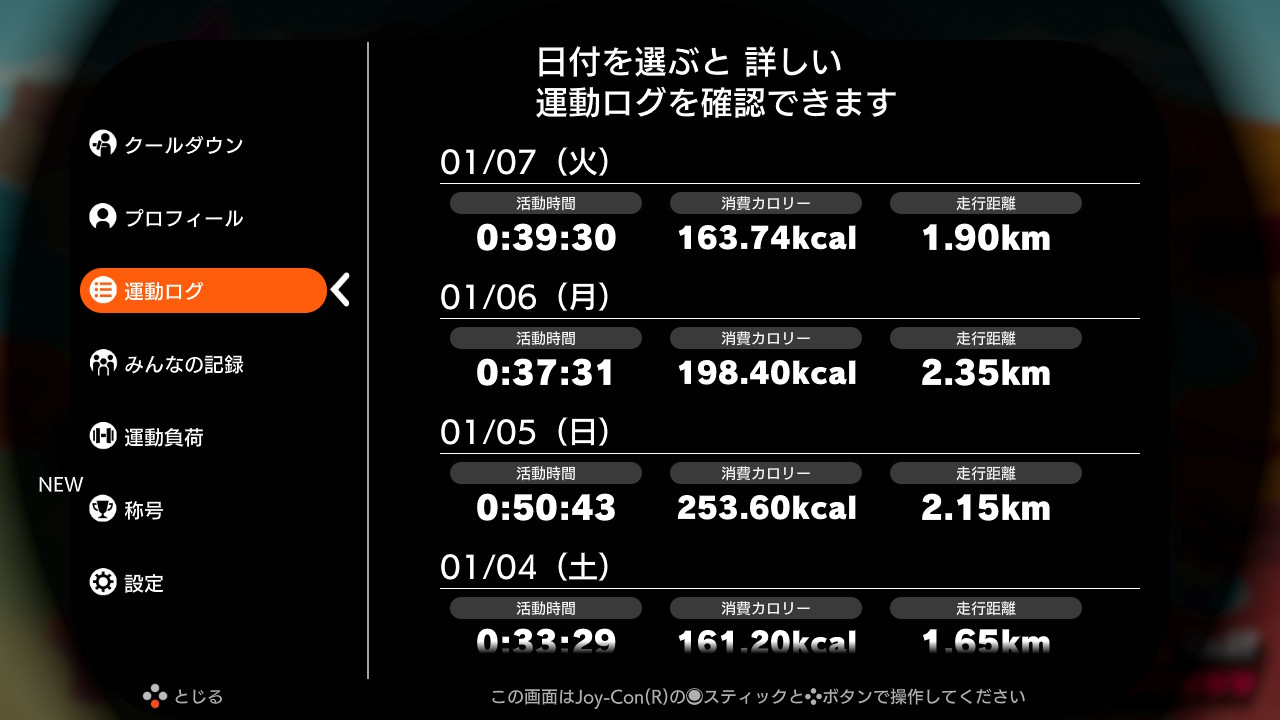 日付を選ぶと 詳しい
運動ログを確認できます
クールダウン
プロフィール
運動ログ
みんなの記録
運動負荷
NEW
称号
設定
01/07（火）
活動時間 消費カロリー 走行距離
0:39:30 163.74kcal 1.90km
01/06（月）
活動時間 消費カロリー 走行距離
0:37:31 198.40kcal 2.35km
01/05（日）
活動時間 消費カロリー 走行距離
0:50:43 253.60kcal 2.15km
01/04（土）
活動時間 消費カロリー 走行距離
0:33:29 161.20kcal 1.65km
とじる
この画面はJoy-Con(R)のスティックとボタンで操作してください